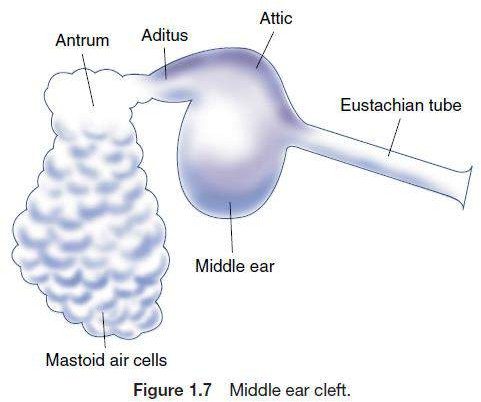 Attic
Aditus
Antrum
Eustachian tube
Middle ear
Mastoid air cells
Figure 1.7 Middle ear cleft.